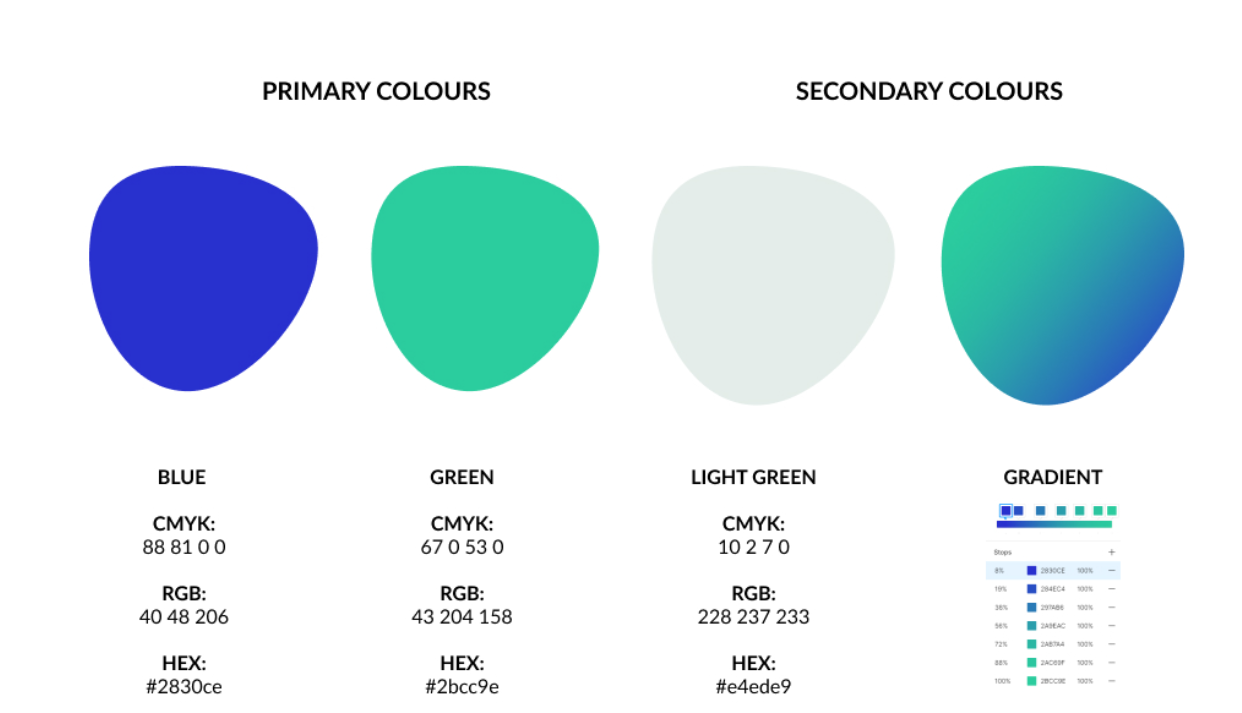 PRIMARY COLOURS
SECONDARY COLOURS
BLUE
CMYK:
88 81 0 0
RGB:
40 48 206
HEX:
#2830ce
GREEN
CMYK:
67 0 53 0
RGB:
43 204 158
HEX:
#2bcc9e
LIGHT GREEN
CMYK:
10 2 7 0
RGB:
228 237 233
HEX:
#e4ede9
GRADIENT
Stops +
8% 2830CE 100% —
19% 284EC4 100% —
36% 297AB6 100% —
56% 2A9EAC 100% —
72% 2AB7A4 100% —
88% 2AC69F 100% —
100% 2BCC9E 100% —